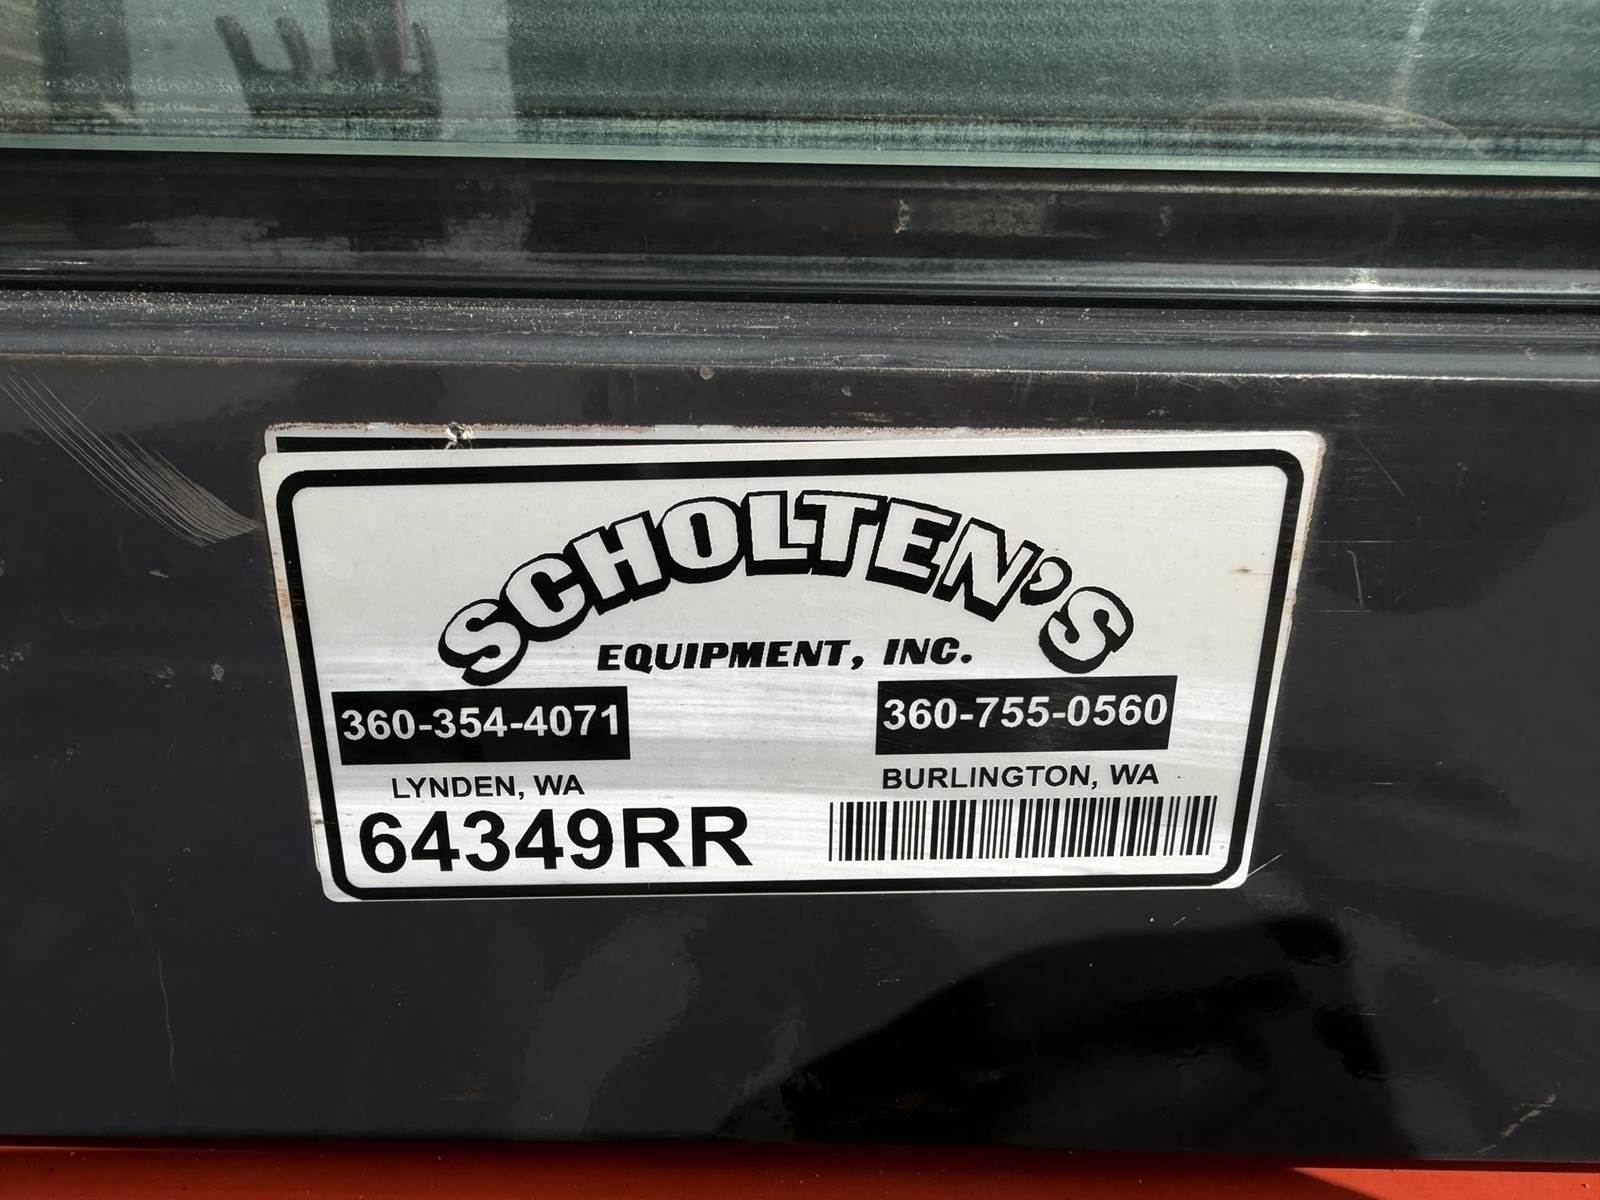 SCHOLTEN'S
EQUIPMENT, INC.
360-354-4071
LYNDEN, WA
360-755-0560
BURLINGTON, WA
64349RR